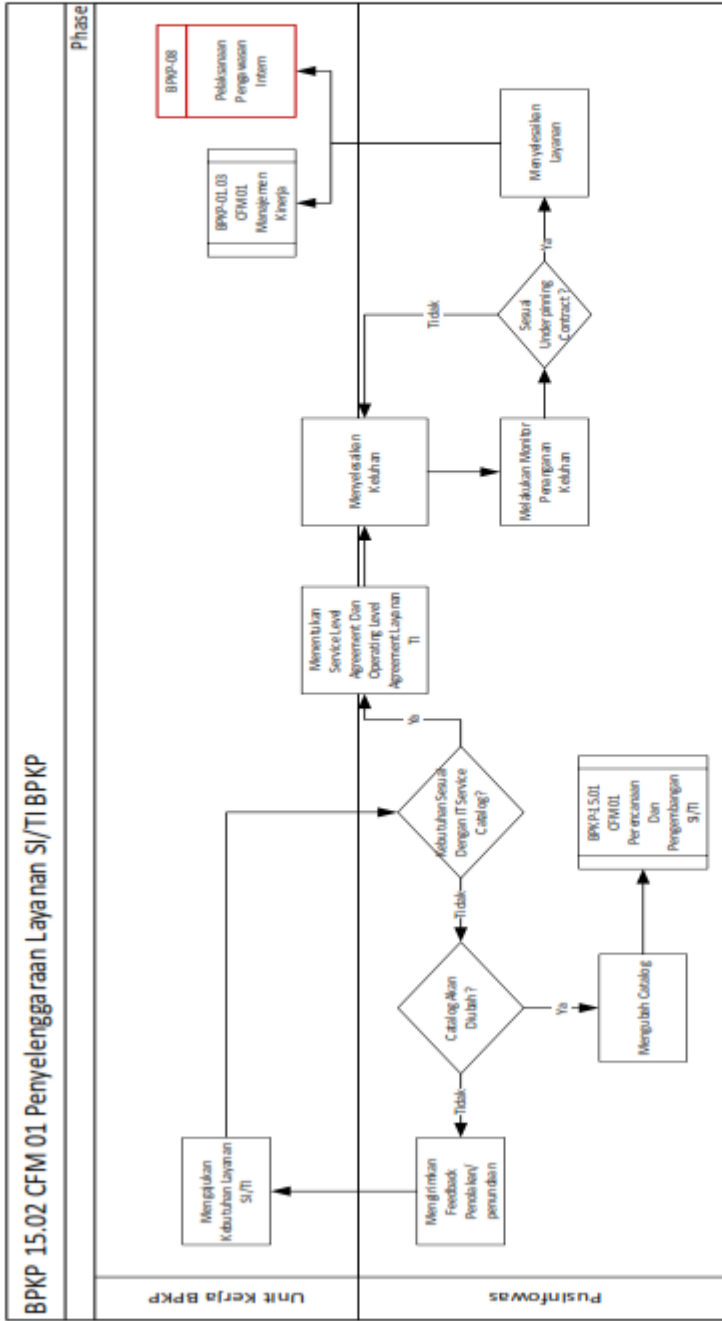 BPKP 15.02 CFM 01 Penyelenggaraan Layanan SI/TI BPKP
Phase
Unit Kerja BPKP
Mengajukan
Kebutuhan Layanan
SI/TI
BPKP-01.03
CFM 01
Manajemen
Kinerja
BPKP-08
Pelaksanaan
Pengawasan
Intern
Menentukan
Service Level
Agreement Dan
Operating Level
Agreement Layanan
TI
Menyelesaikan
Keluhan
Pusinfowas
Mengirimkan
Feedback
Penolakan/
penundaan
Tidak
Catalog Akan
Diubah ?
Tidak
Kebutuhan Sesuai
Dengan IT Service
Catalog?
Ya
Ya
Mengubah Catalog
BPKP-15.01
CFM 01
Perencanaan
Dan
Pengembangan
SI/TI
Melakukan Monitor
Penanganan
Keluhan
Sesuai
Underpinning
Contract ?
Tidak
Ya
Menyelesaikan
Layanan